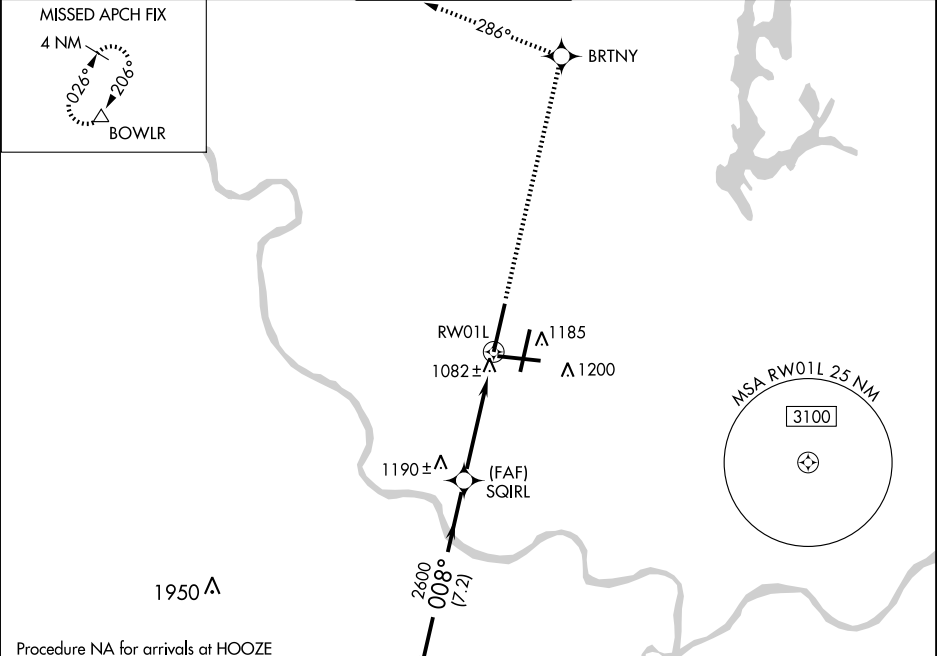 MISSED APCH FIX
4 NM
026°
206°
BOWLR
286°
BRTNY
RW01L
1185
1082±
1200
MSA RW01L 25 NM
3100
1190±
(FAF)
SQIRL
2600
008°
(7.2)
1950
Procedure NA for arrivals at HOOZE